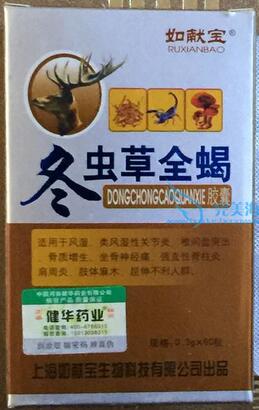 如献宝®
RUXIANBAO
冬虫草全蝎
DONGCHONGCAOQUANXIE 胶囊
适用于风湿、类风湿性关节炎、椎间盘突出
骨质增生、坐骨神经痛、强直性脊柱炎
肩周炎、肢体麻木、屈伸不利人群。
健华药业
规格:0.3g×60粒
上海如献宝生物科技有限公司出品